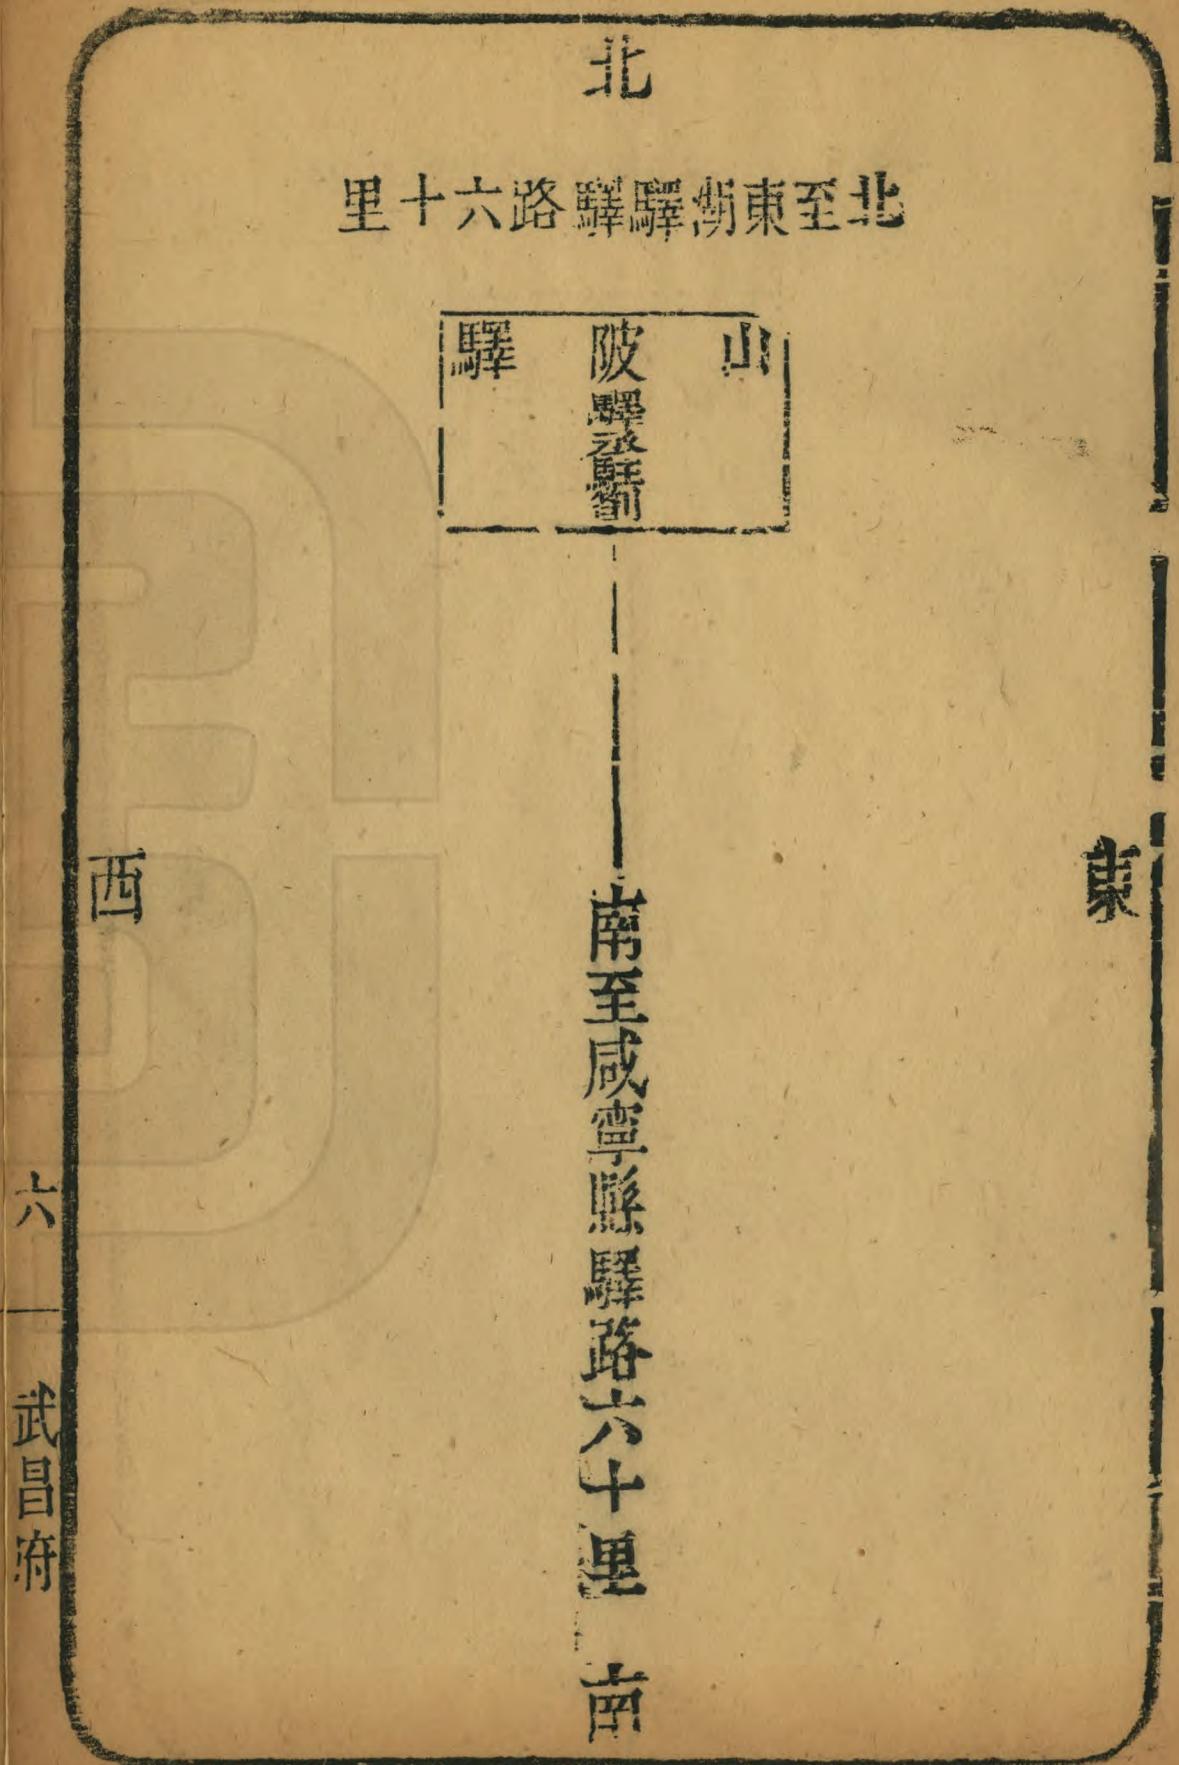 北
北至東湖驛驛路六十里
山陂驛
驛丞駐劄
東
西
南至咸寧縣驛路六十里
南
六
武昌府